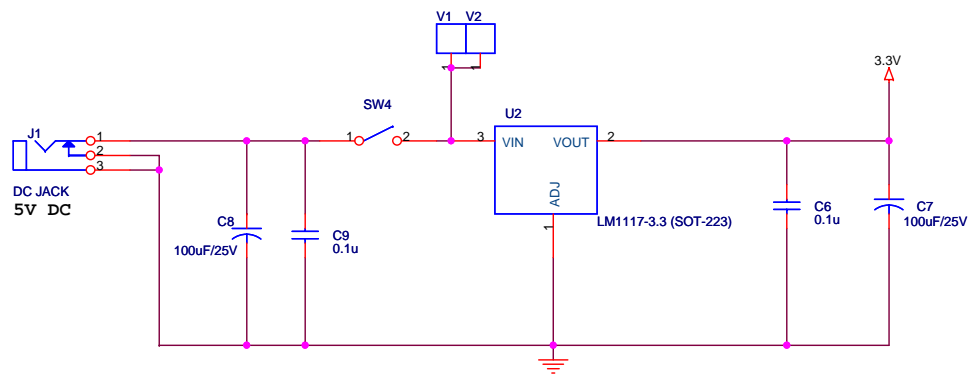 V1 V2
1 1
3.3V
SW4
J1
1
2
3
1 2
U2
3 VIN VOUT 2
ADJ
1
LM1117-3.3 (SOT-223)
DC JACK
5V DC
C8
100uF/25V
C9
0.1u
C6
0.1u
C7
100uF/25V